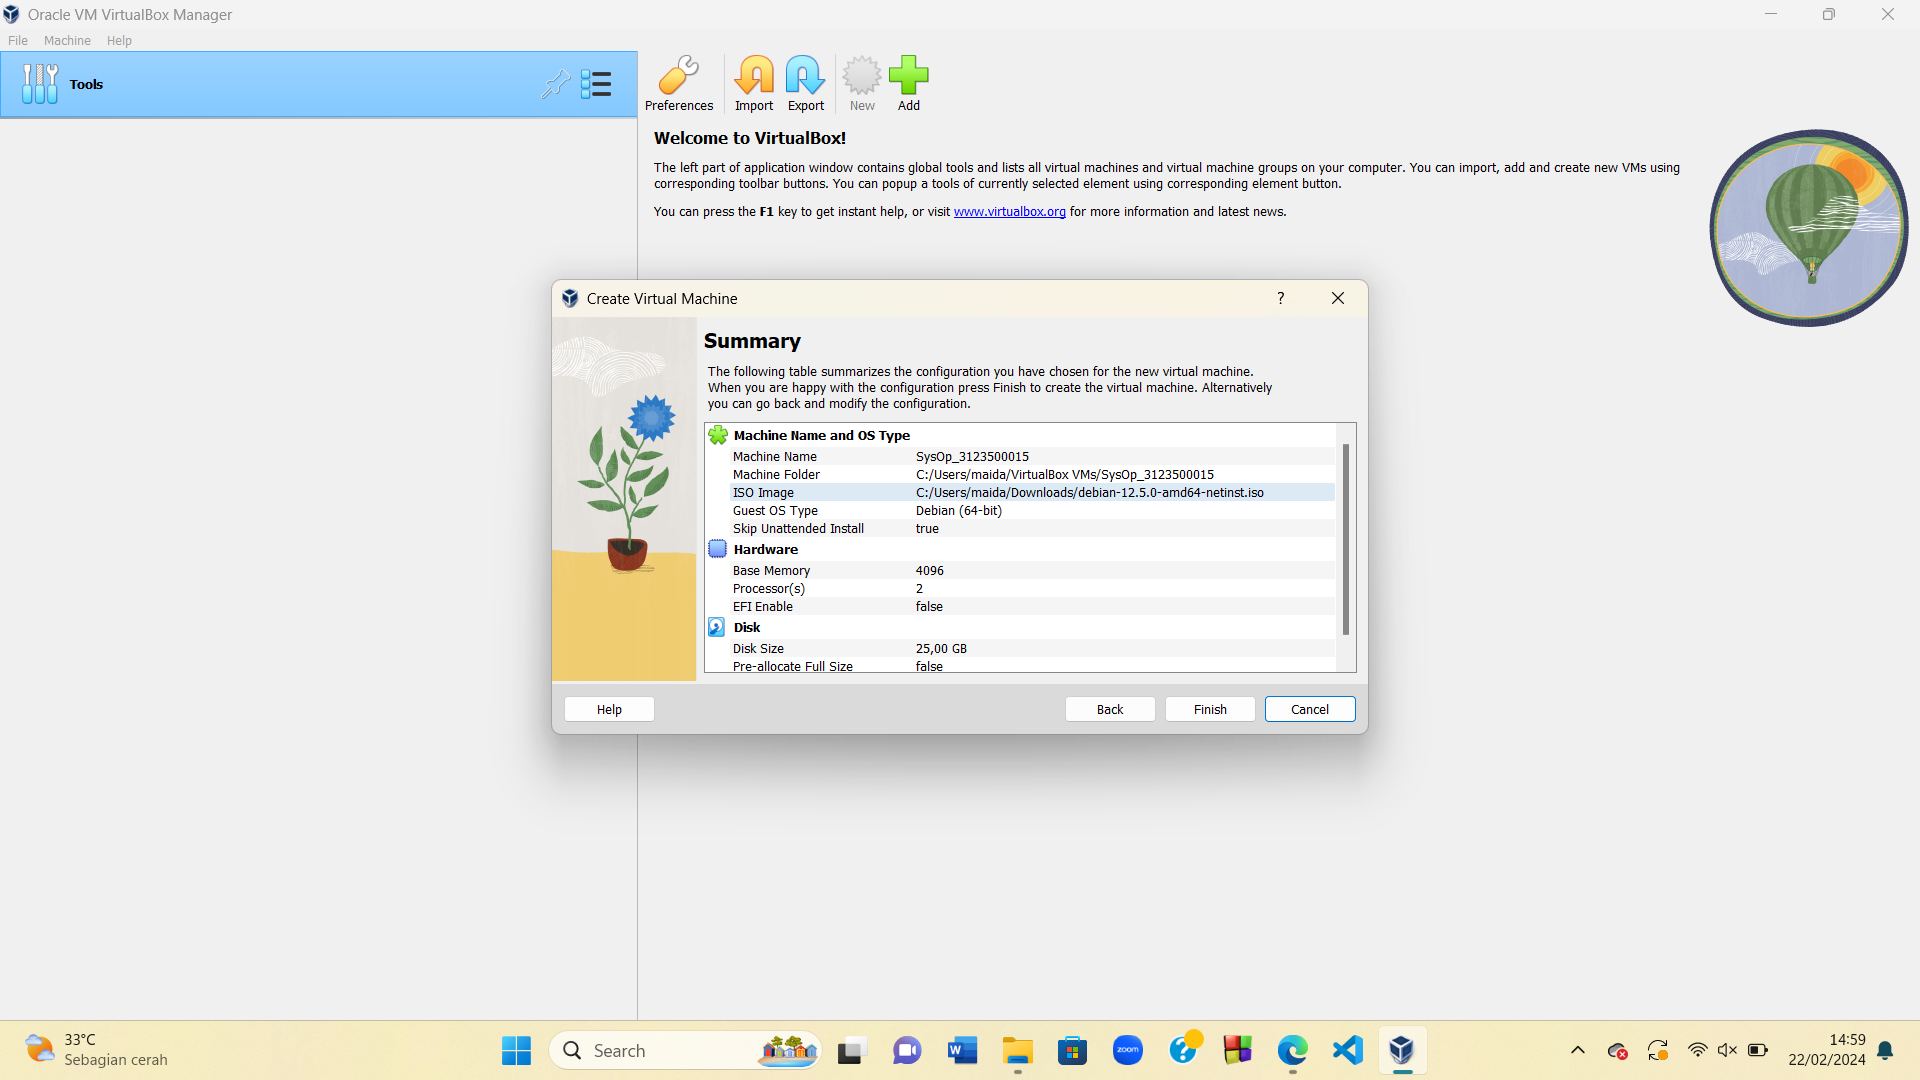 Oracle VM VirtualBox Manager
File Machine Help
Tools
Preferences Import Export New Add
Welcome to VirtualBox!
The left part of application window contains global tools and lists all virtual machines and virtual machine groups on your computer. You can import, add and create new VMs using
corresponding toolbar buttons. You can popup a tools of currently selected element using corresponding element button.
You can press the F1 key to get instant help, or visit www.virtualbox.org for more information and latest news.
Create Virtual Machine
?
Summary
The following table summarizes the configuration you have chosen for the new virtual machine.
When you are happy with the configuration press Finish to create the virtual machine. Alternatively
you can go back and modify the configuration.
Machine Name and OS Type
Machine Name SysOp_3123500015
Machine Folder C:/Users/maida/VirtualBox VMs/SysOp_3123500015
ISO Image C:/Users/maida/Downloads/debian-12.5.0-amd64-netinst.iso
Guest OS Type Debian (64-bit)
Skip Unattended Install true
Hardware
Base Memory 4096
Processor(s) 2
EFI Enable false
Disk
Disk Size 25,00 GB
Pre-allocate Full Size false
Help Back Finish Cancel
33°C
Sebagian cerah
Search
W
zoom
?
14:59
22/02/2024